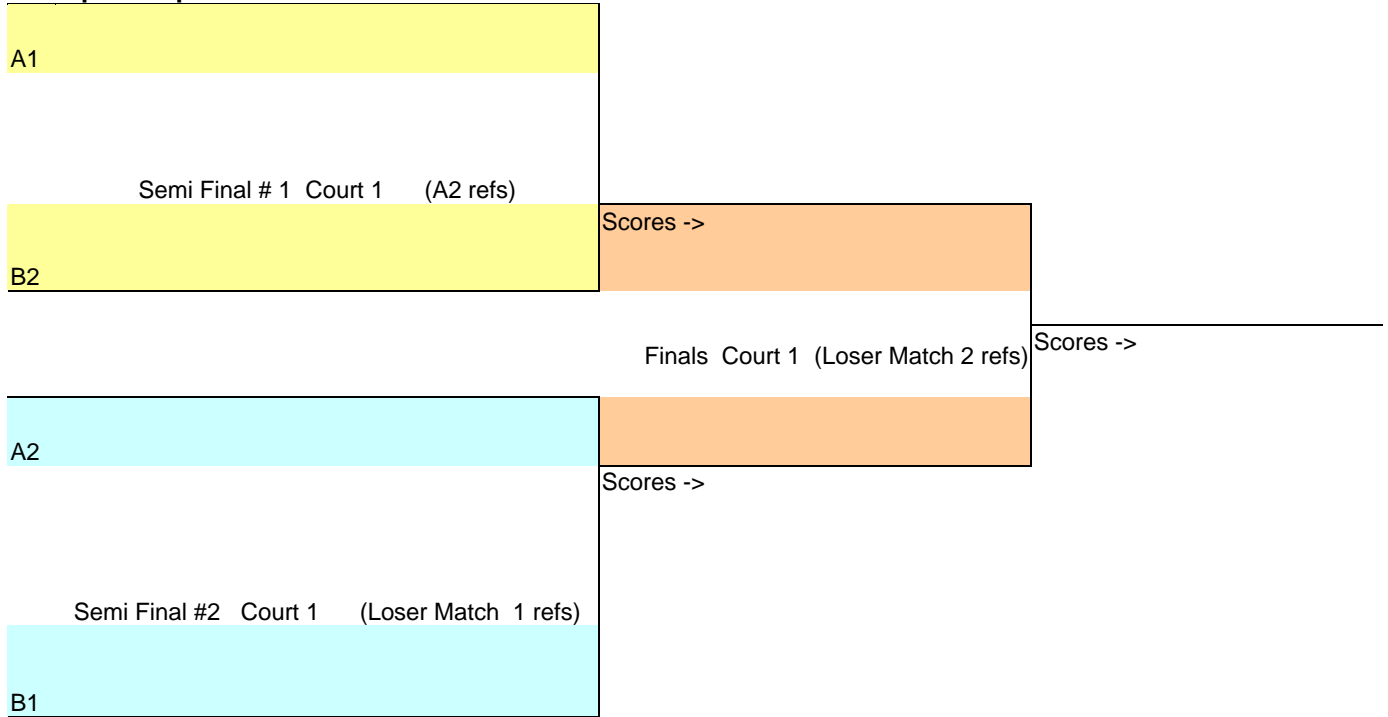 A1
Semi Final # 1 Court 1 (A2 refs)
Scores ->
B2
Scores ->
Finals Court 1 (Loser Match 2 refs)
A2
Scores ->
Semi Final #2 Court 1 (Loser Match 1 refs)
B1